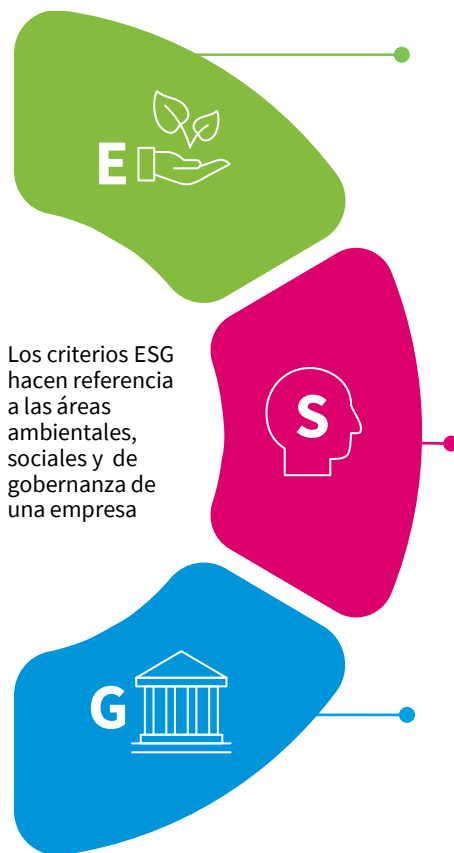 E
Los criterios ESG
hacen referencia
a las áreas
ambientales,
sociales y de
gobernanza de
una empresa
S
G